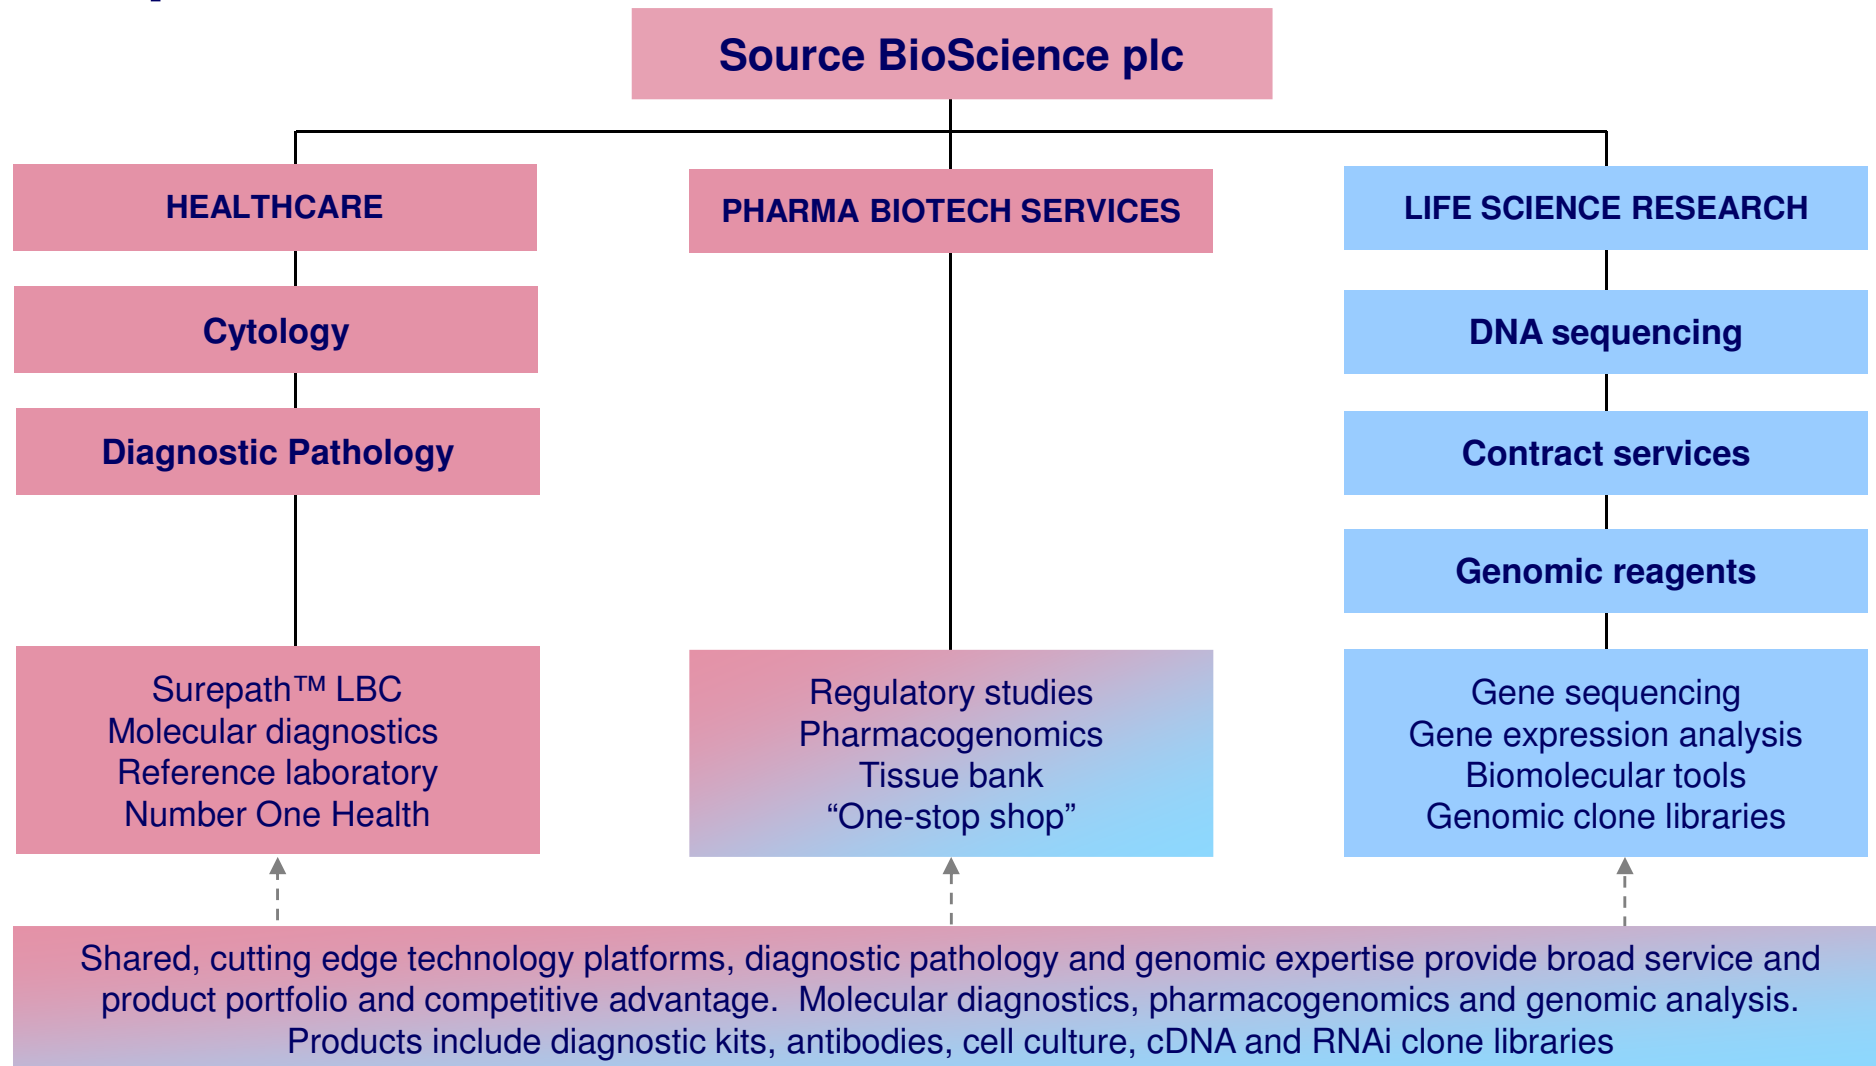 Source BioScience plc
HEALTHCARE
Cytology
Diagnostic Pathology
Surepath™ LBC
Molecular diagnostics
Reference laboratory
Number One Health
PHARMA BIOTECH SERVICES
Regulatory studies
Pharmacogenomics
Tissue bank
“One-stop shop”
LIFE SCIENCE RESEARCH
DNA sequencing
Contract services
Genomic reagents
Gene sequencing
Gene expression analysis
Biomolecular tools
Genomic clone libraries
Shared, cutting edge technology platforms, diagnostic pathology and genomic expertise provide broad service and
product portfolio and competitive advantage.  Molecular diagnostics, pharmacogenomics and genomic analysis.
Products include diagnostic kits, antibodies, cell culture, cDNA and RNAi clone libraries